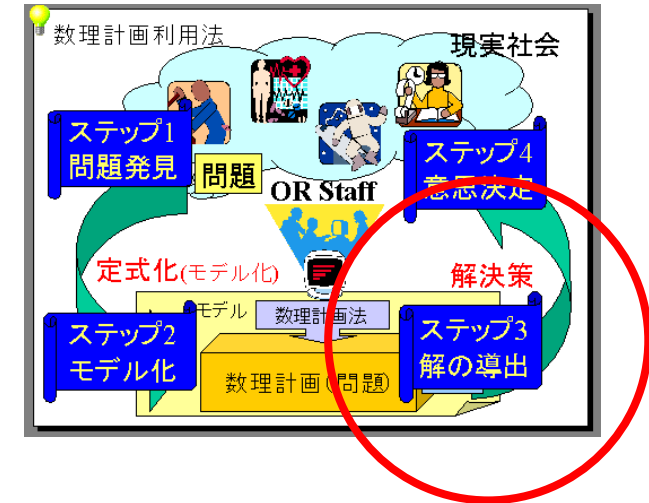 数理計画利用法
現実社会
ステップ1
問題発見
問題
OR Staff
ステップ4
意思決定
定式化(モデル化)
解決策
モデル
数理計画法
ステップ2
モデル化
数理計画(問題)
ステップ3
解の導出